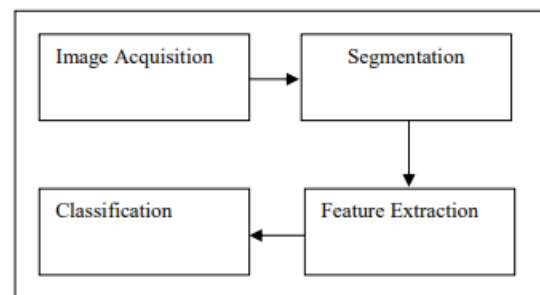 Image Acquisition
Segmentation
Feature Extraction
Classification